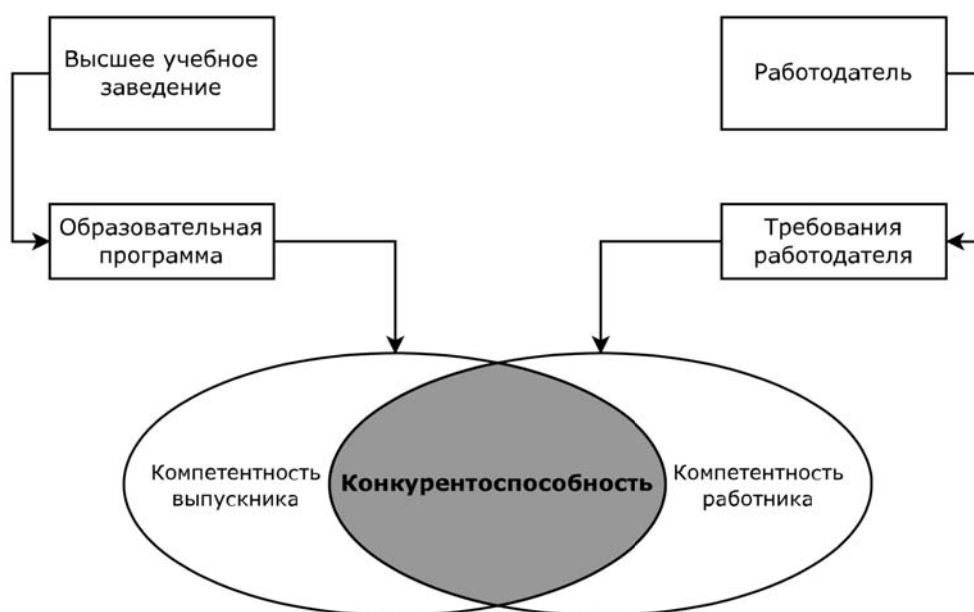 Высшее учебное
заведение
Работодатель
Образовательная
программа
Требования
работодателя
Компетентность
выпускника
Конкурентоспособность
Компетентность
работника